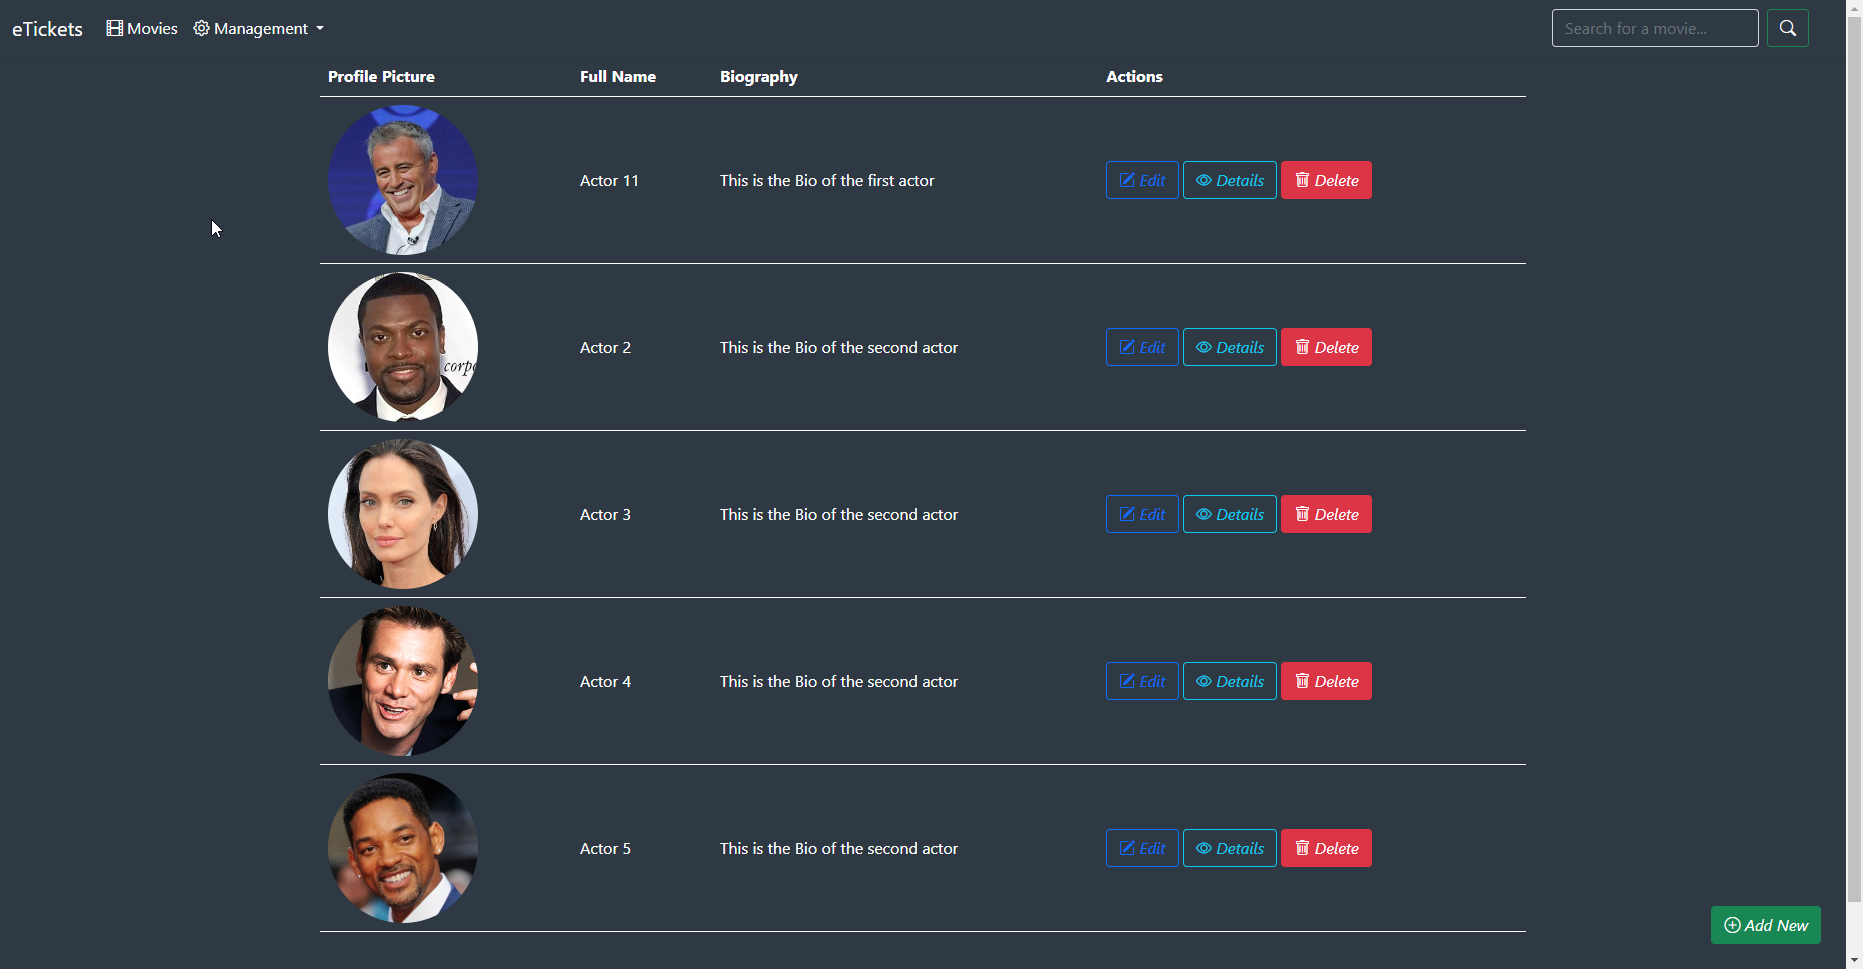 eTickets Movies Management Search for a movie...
Profile Picture Full Name Biography Actions
Actor 11 This is the Bio of the first actor Edit Details Delete
corpo
Actor 2 This is the Bio of the second actor Edit Details Delete
Actor 3 This is the Bio of the second actor Edit Details Delete
Actor 4 This is the Bio of the second actor Edit Details Delete
Actor 5 This is the Bio of the second actor Edit Details Delete
Add New